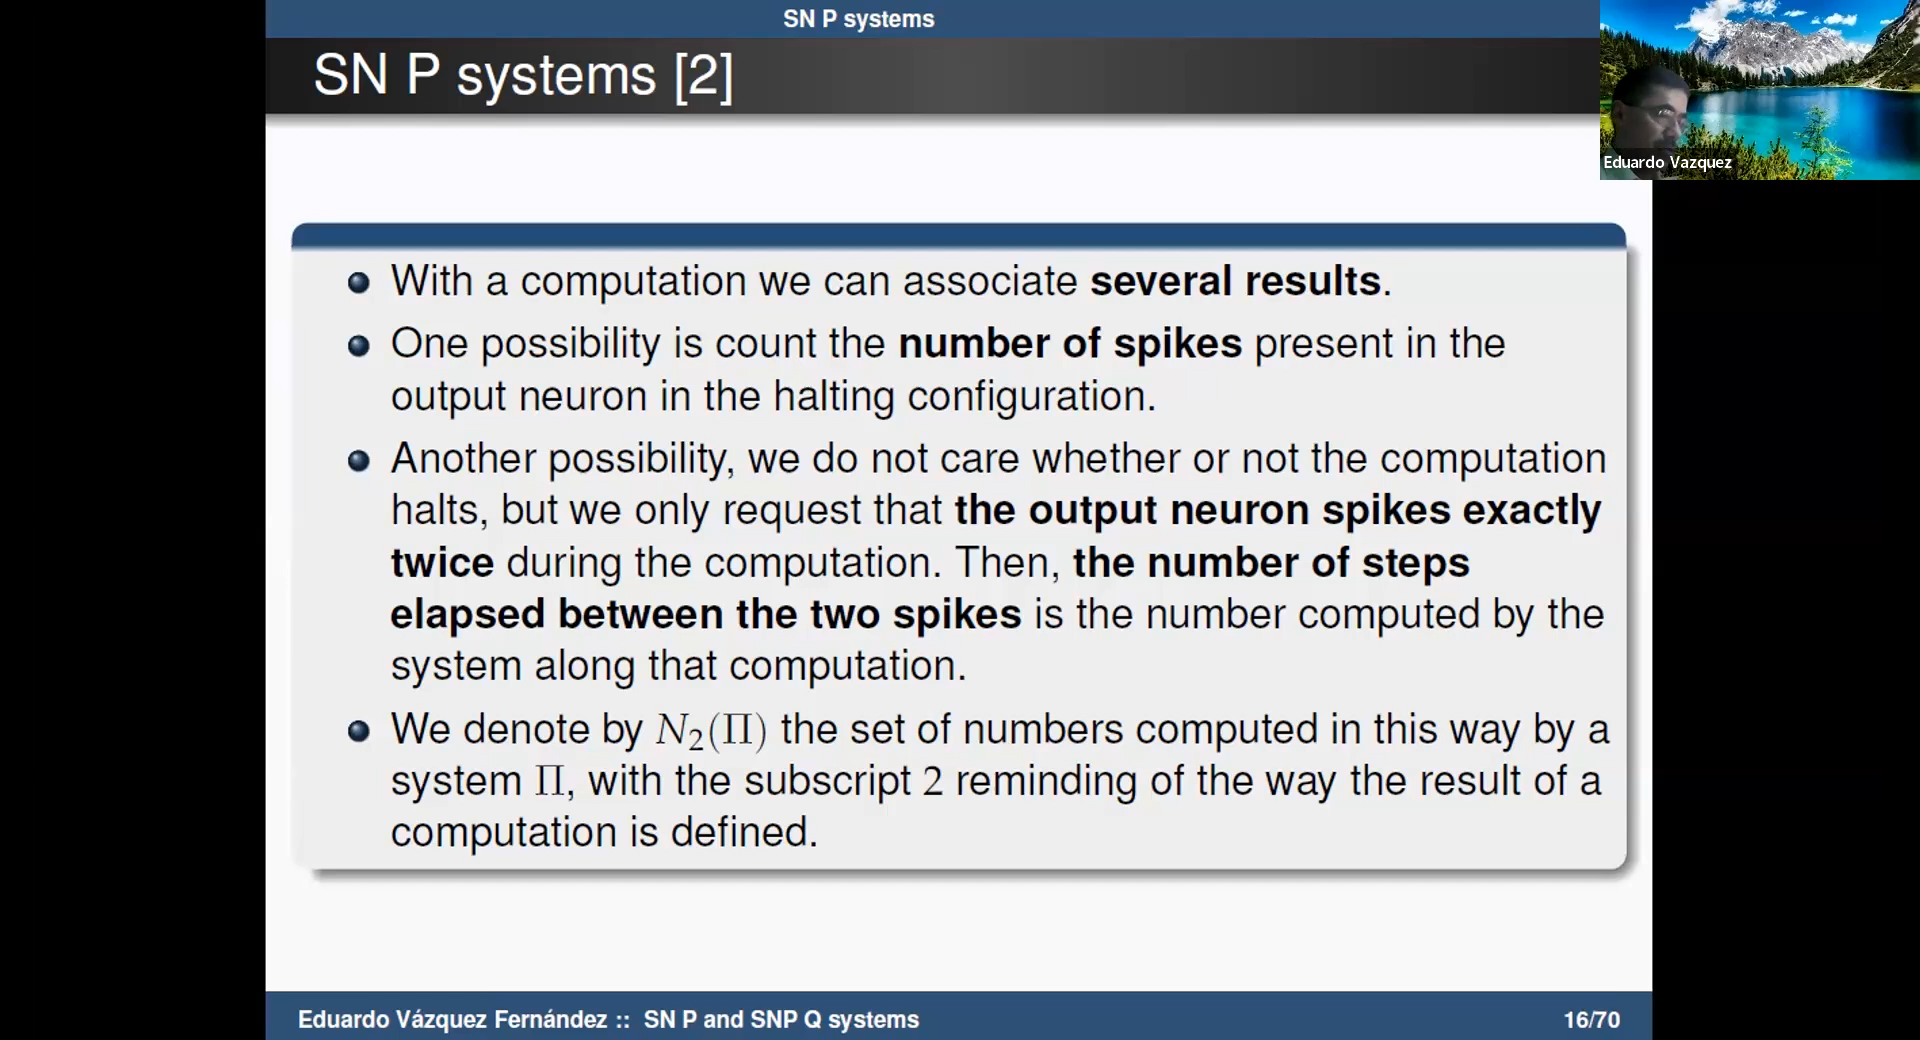 SN P systems
SN P systems [2]
Eduardo Vazquez
With a computation we can associate several results.
One possibility is count the number of spikes present in the
output neuron in the halting configuration.
Another possibility, we do not care whether or not the computation
halts, but we only request that the output neuron spikes exactly
twice during the computation. Then, the number of steps
elapsed between the two spikes is the number computed by the
system along that computation.
We denote by N₂(Π) the set of numbers computed in this way by a
system Π, with the subscript 2 reminding of the way the result of a
computation is defined.
Eduardo Vázquez Fernández :: SN P and SNP Q systems
16/70